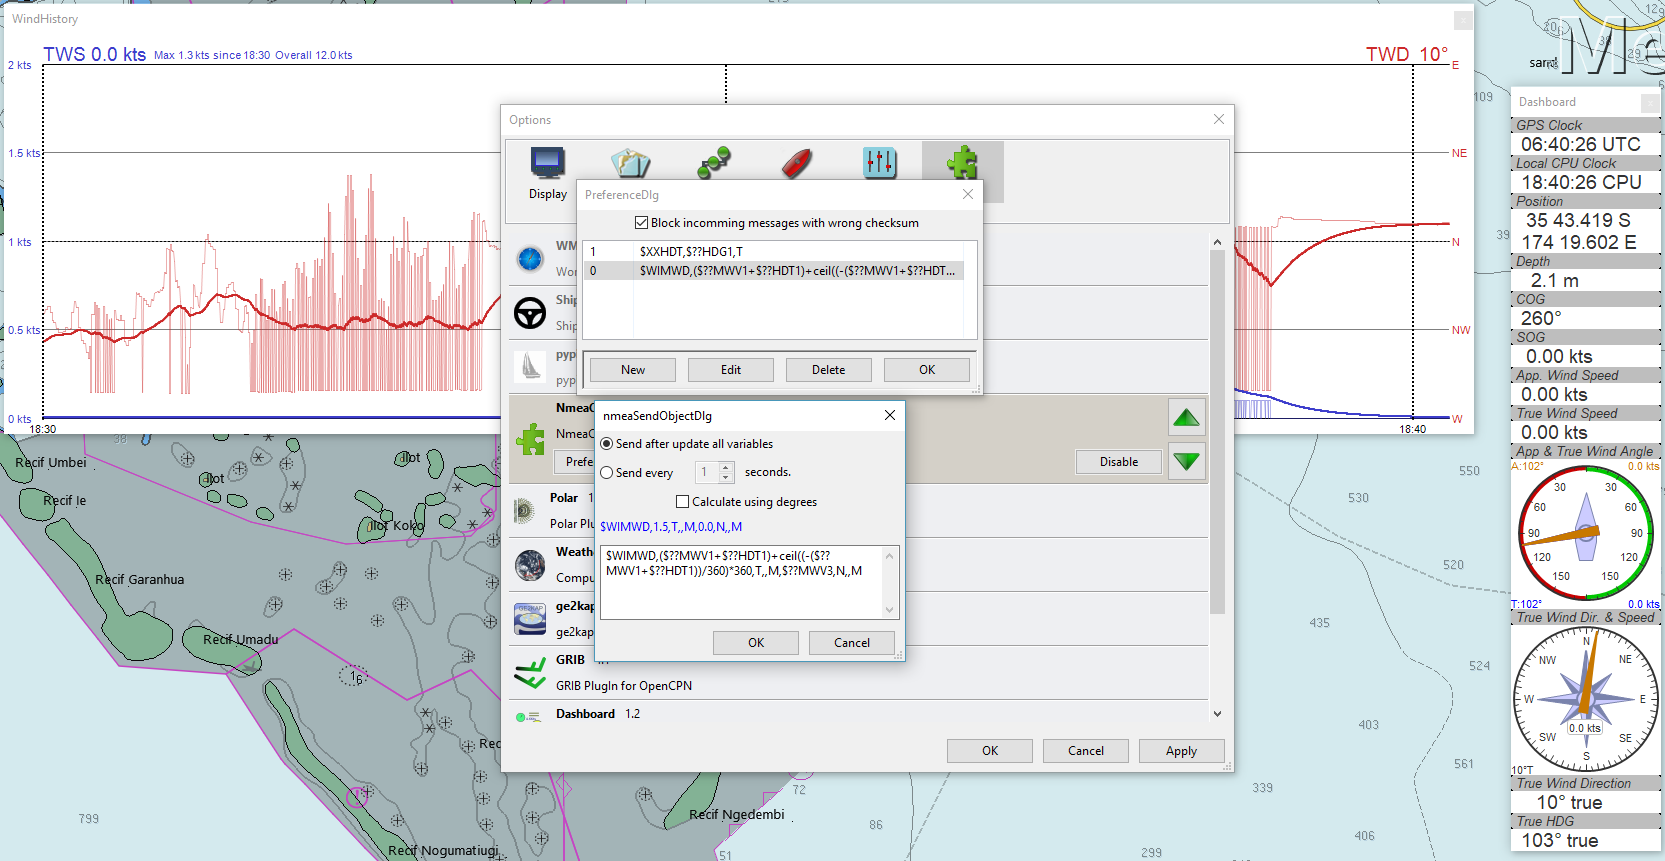 WindHistory
TWS 0.0 kts Max 1.3 kts since 18:30 Overall 12.0 kts
TWD 10°
2 kts
1.5 kts
1 kts
0.5 kts
0 kts
18:30
E
NE
N
NW
W
18:40
Options
Display
PreferenceDlg
Block incomming messages with wrong checksum
1 $XXHDT,$??HDG1,T
0 $WIMWD,($??MWV1+$??HDT1)+ceil((-($??MWV1+$??HDT...
New Edit Delete OK
WM
Wor
Ship
Ship
pyp
pyp
NmeaC
NmeaC
Prefe
Disable
Polar 1
Polar Plu
Weathe
Compu
ge2kap
ge2kap
GRIB
GRIB PlugIn for OpenCPN
Dashboard 1.2
OK Cancel Apply
nmeaSendObjectDlg
Send after update all variables
Send every 1 seconds.
Calculate using degrees
$WIMWD,1.5,T,,M,0.0,N,,M
$WIMWD,($??MWV1+$??HDT1)+ceil((-($??
MWV1+$??HDT1))/360)*360,T,,M,$??MWV3,N,,M
OK Cancel
Me
sand
Dashboard
GPS Clock
06:40:26 UTC
Local CPU Clock
18:40:26 CPU
Position
35 43.419 S
174 19.602 E
Depth
2.1 m
COG
260°
SOG
0.00 kts
App. Wind Speed
0.00 kts
True Wind Speed
0.00 kts
App & True Wind Angle
A:102° 0.0 kts
30 30
60 60
90 90
120 120
150 150
T:102° 0.0 kts
True Wind Dir. & Speed
N
NW NE
W E
0.0 kts
SW SE
S
10°T
True Wind Direction
10° true
True HDG
103° true
Recif Umbei
Recif Ie
Ilot
Ilot
Ilot Koko
Recif Garanhua
Recif Umadu
16
Rec
Recif Nogumatiugi
Recif Ngedembi
38
799
72
86
51
109
39
550
530
520
435
524
403
561
339
406
299